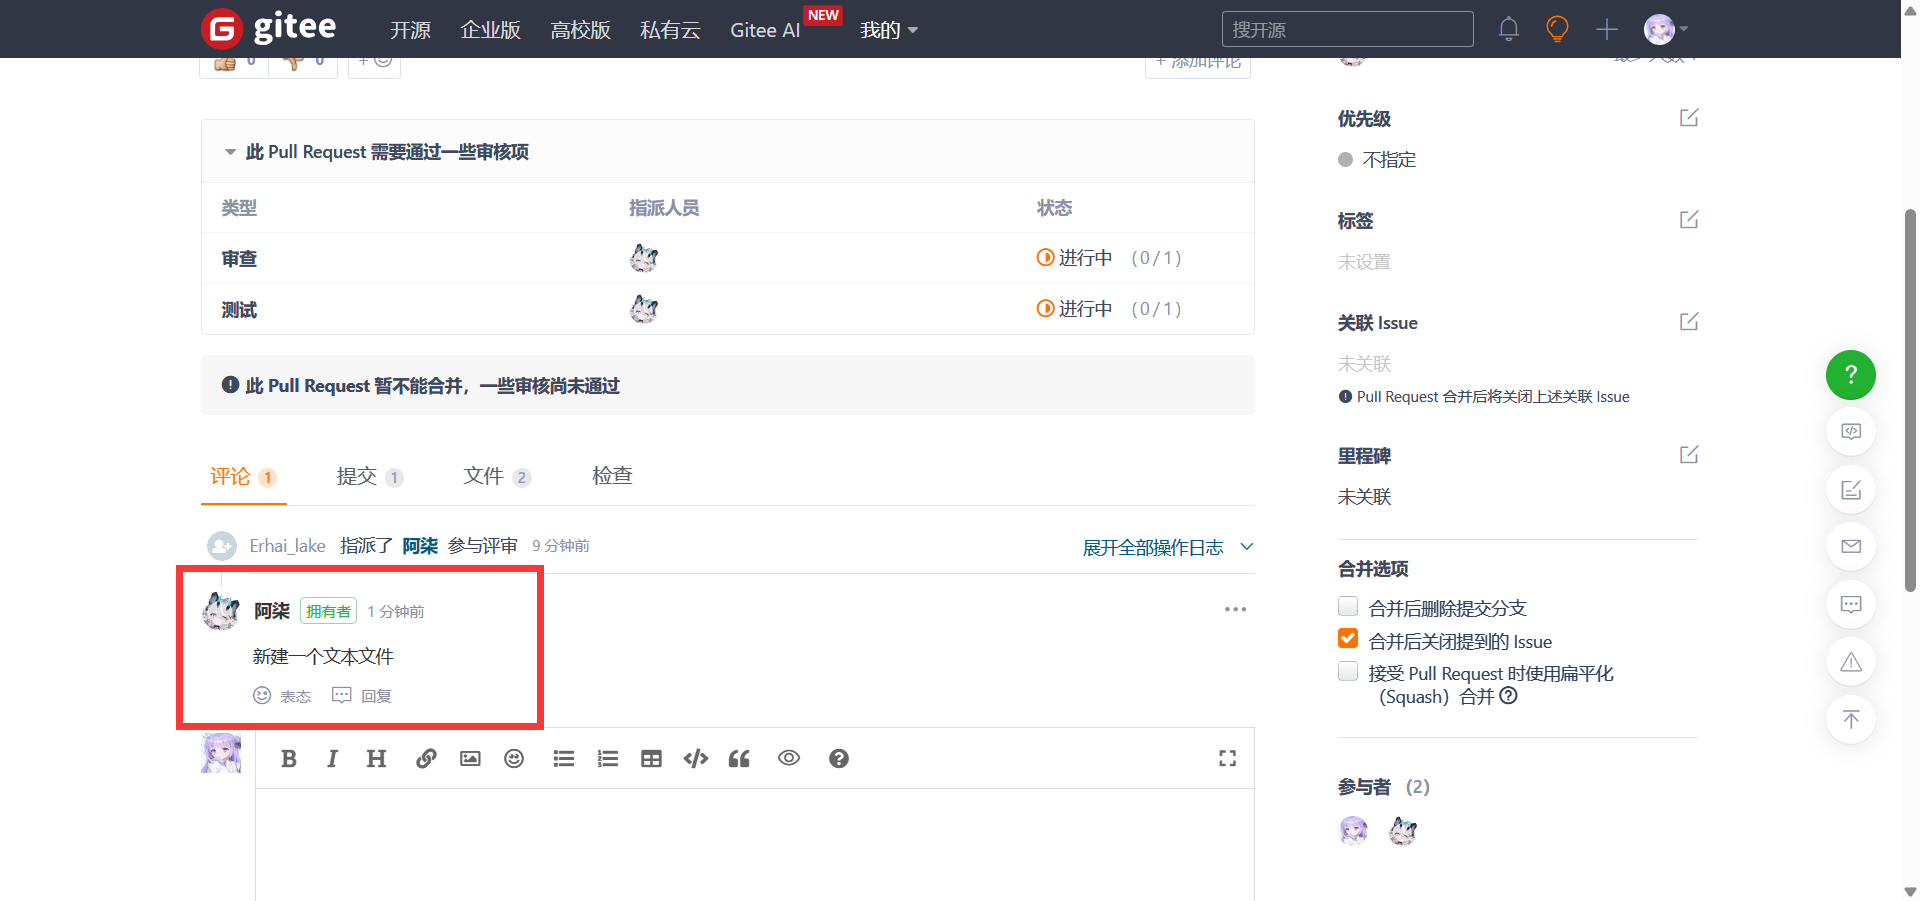 gitee 开源 企业版 高校版 私有云 Gitee AI NEW 我的 搜开源
0 0 + + 添加评论
此 Pull Request 需要通过一些审核项
类型 指派人员 状态
审查 进行中 (0/1)
测试 进行中 (0/1)
此 Pull Request 暂不能合并，一些审核尚未通过
评论 1 提交 1 文件 2 检查
Erhai_lake 指派了 阿柒 参与评审 9 分钟前 展开全部操作日志
阿柒 拥有者 1 分钟前
新建一个文本文件
表态 回复
优先级
不指定
标签
未设置
关联 Issue
未关联
Pull Request 合并后将关闭上述关联 Issue
里程碑
未关联
合并选项
合并后删除提交分支
合并后关闭提到的 Issue
接受 Pull Request 时使用扁平化
（Squash）合并
参与者 (2)